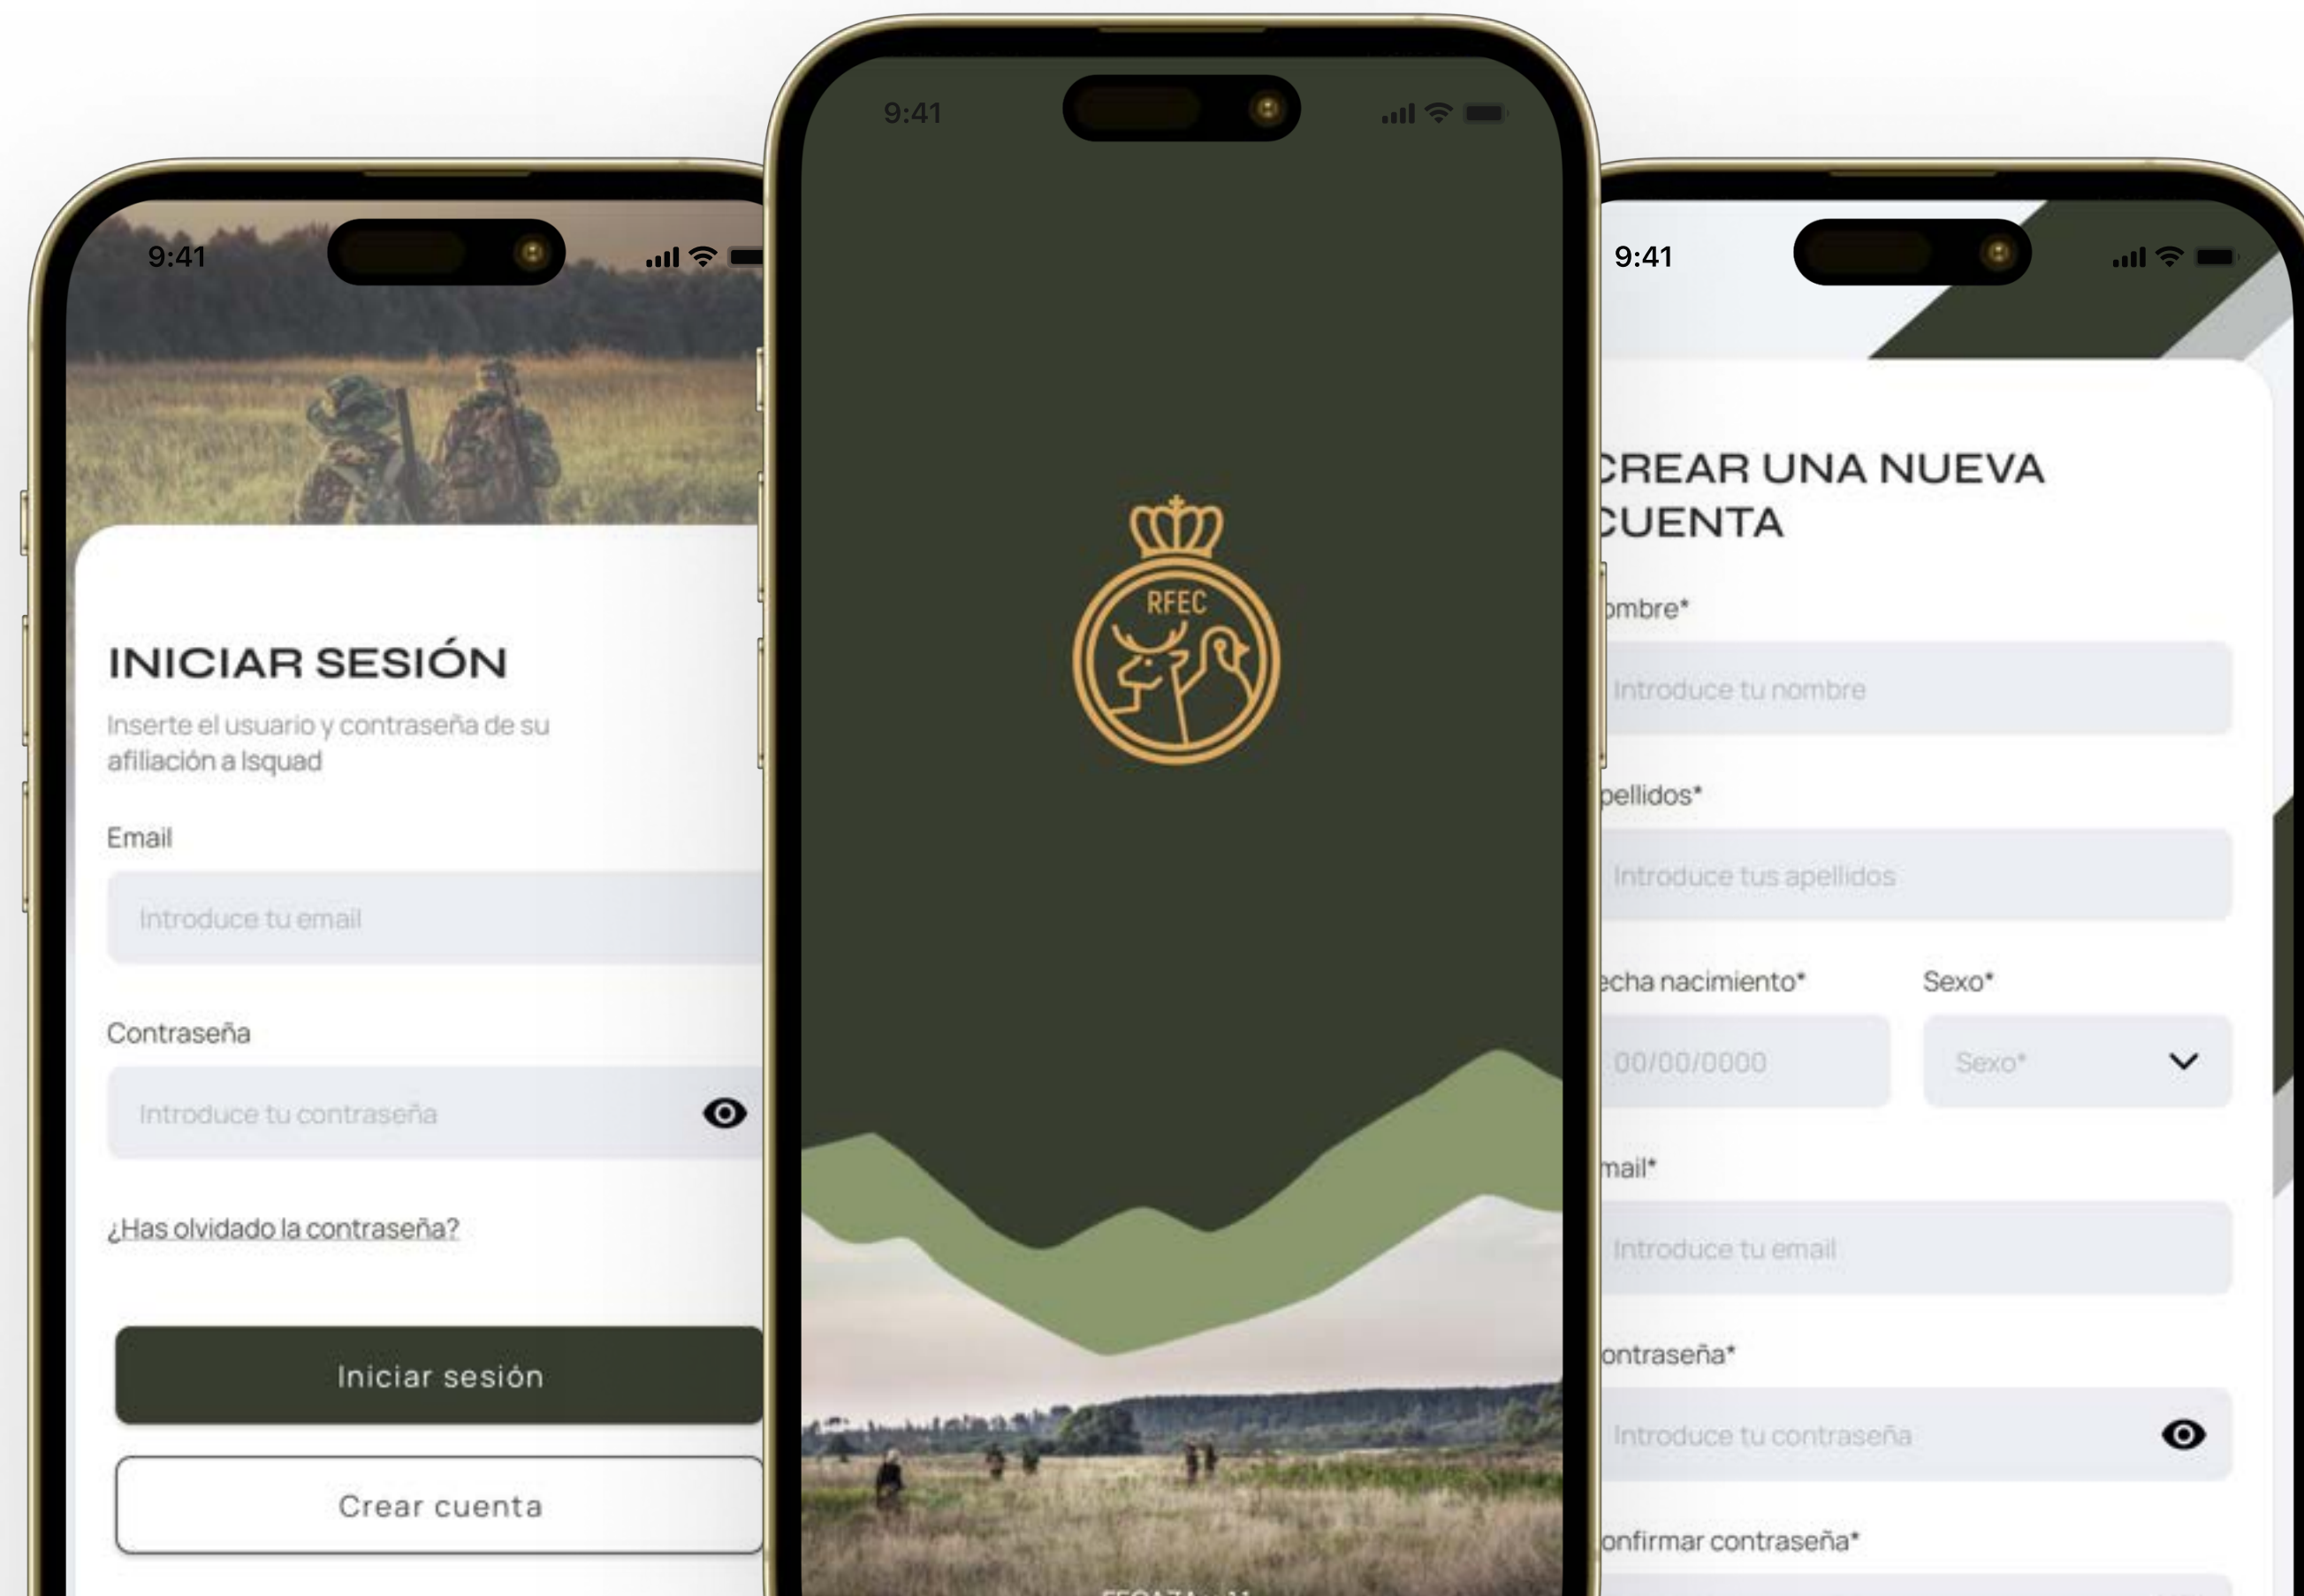 9:41
INICIAR SESIÓN
Inserte el usuario y contraseña de su
afiliación a Isquad
Email
Introduce tu email
Contraseña
Introduce tu contraseña
¿Has olvidado la contraseña?
Iniciar sesión
Crear cuenta
9:41
RFEC
9:41
CREAR UNA NUEVA
CUENTA
ombre*
Introduce tu nombre
pellidos*
Introduce tus apellidos
echa nacimiento* Sexo*
00/00/0000 Sexo*
mail*
Introduce tu email
ontraseña*
Introduce tu contraseña
onfirmar contraseña*